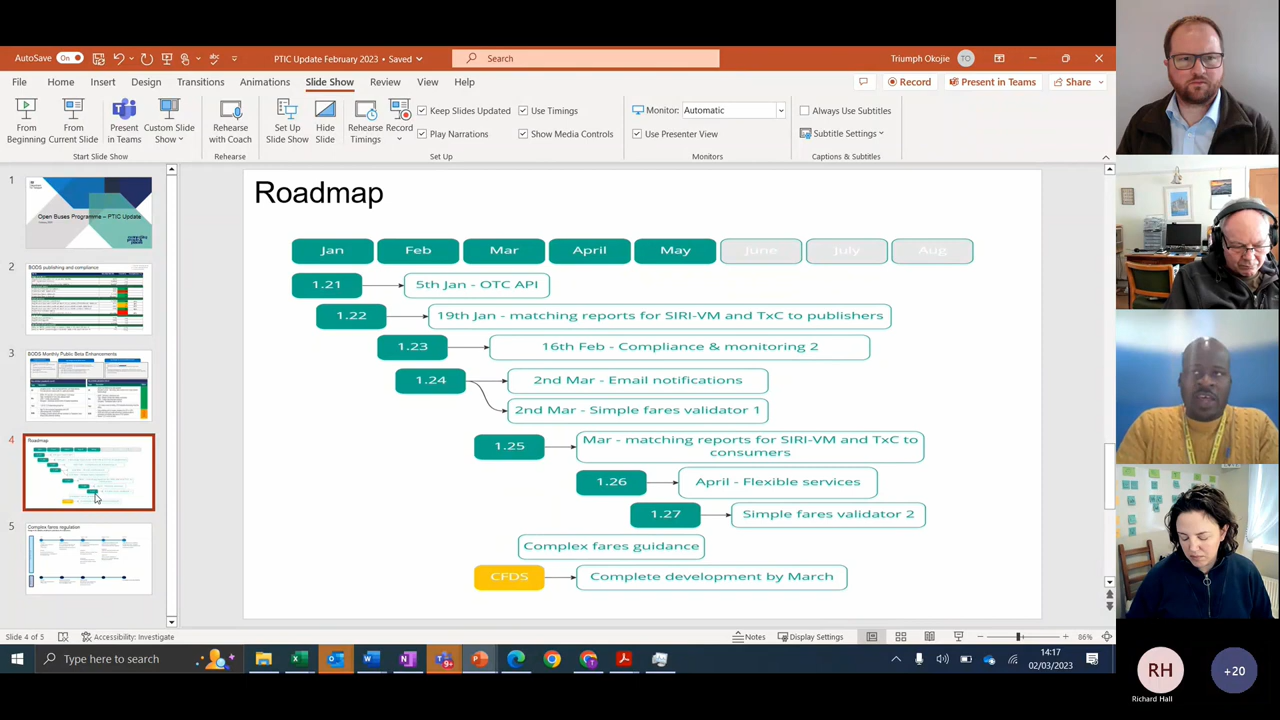 AutoSave On PTIC Update February 2023 • Saved Search Triumph Okojie TO
File Home Insert Design Transitions Animations Slide Show Review View Help Record Present in Teams Share
From Beginning
From Current Slide
Present in Teams
Custom Slide Show
Rehearse with Coach
Set Up Slide Show
Hide Slide
Rehearse Timings
Record
Keep Slides Updated
Use Timings
Play Narrations
Show Media Controls
Monitor: Automatic
Use Presenter View
Always Use Subtitles
Subtitle Settings
Start Slide Show Rehearse Set Up Monitors Captions & Subtitles
1
Open Buses Programme – PTIC Update
2
BODS publishing and compliance
3
BODS Monthly Public Beta Enhancements
4
Roadmap
5
Complex fares regulation
Roadmap
Jan Feb Mar April May June July Aug
1.21 5th Jan - OTC API
1.22 19th Jan - matching reports for SIRI-VM and TxC to publishers
1.23 16th Feb - Compliance & monitoring 2
1.24 2nd Mar - Email notifications
2nd Mar - Simple fares validator 1
1.25 Mar - matching reports for SIRI-VM and TxC to
consumers
1.26 April - Flexible services
1.27 Simple fares validator 2
Complex fares guidance
CFDS Complete development by March
Slide 4 of 5 Accessibility: Investigate Notes Display Settings 86%
Type here to search 9+ 14:17
02/03/2023
RH
Richard Hall
+20